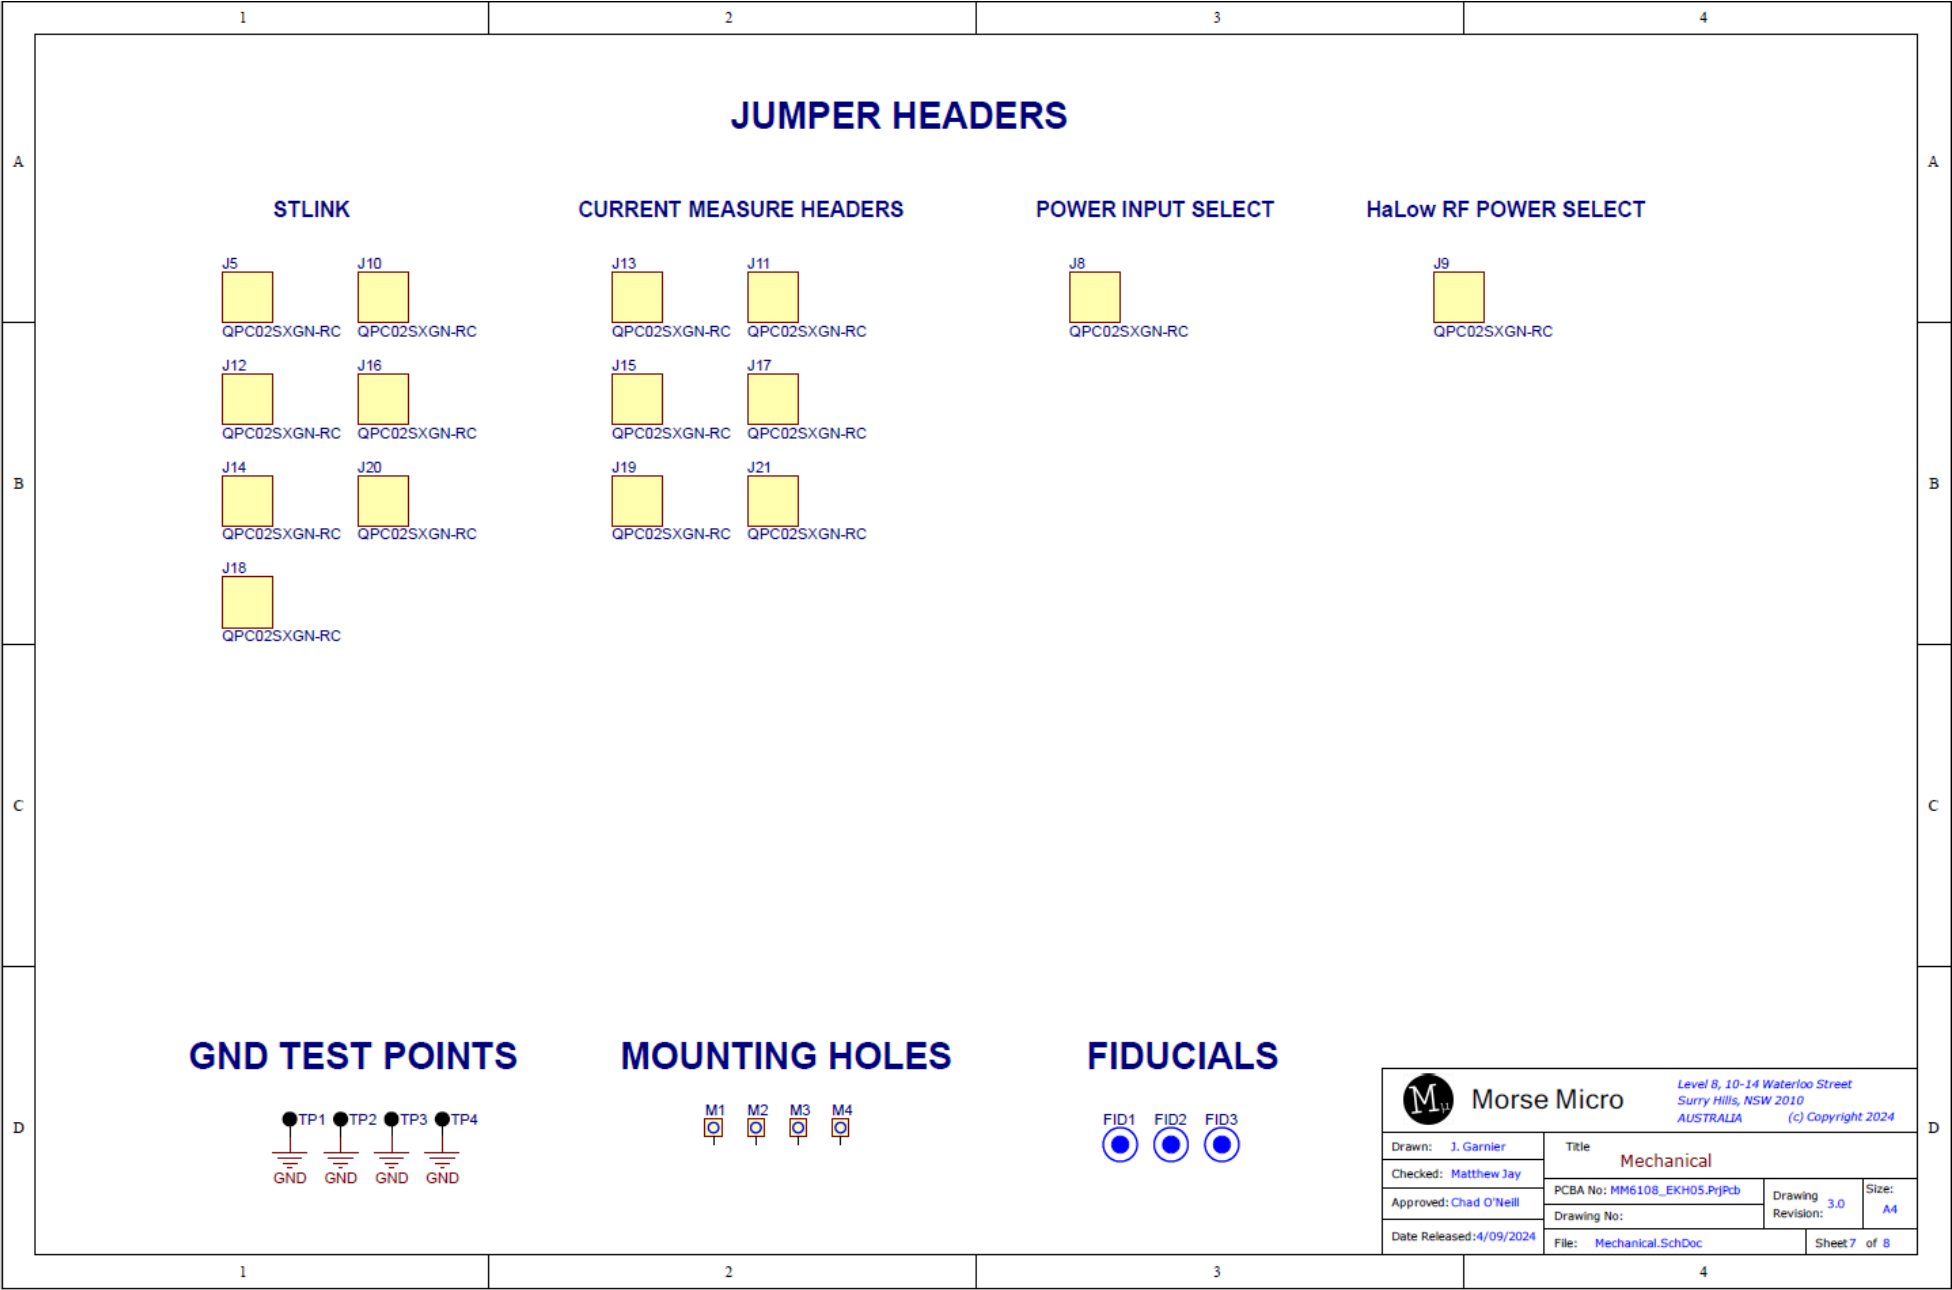 1 2 3 4
JUMPER HEADERS
A A
STLINK CURRENT MEASURE HEADERS POWER INPUT SELECT HaLow RF POWER SELECT
J5 J10 J13 J11 J8 J9
QPC02SXGN-RC QPC02SXGN-RC QPC02SXGN-RC QPC02SXGN-RC QPC02SXGN-RC QPC02SXGN-RC
J12 J16 J15 J17
QPC02SXGN-RC QPC02SXGN-RC QPC02SXGN-RC QPC02SXGN-RC
J14 J20 J19 J21
B B
QPC02SXGN-RC QPC02SXGN-RC QPC02SXGN-RC QPC02SXGN-RC
J18
QPC02SXGN-RC
C C
GND TEST POINTS MOUNTING HOLES FIDUCIALS
TP1 TP2 TP3 TP4
GND GND GND GND
M1 M2 M3 M4
FID1 FID2 FID3
D D
Mμ Morse Micro
Level 8, 10-14 Waterloo Street
Surry Hills, NSW 2010
AUSTRALIA (c) Copyright 2024
Drawn: J. Garnier
Checked: Matthew Jay
Approved: Chad O'Neill
Date Released: 4/09/2024
Title
Mechanical
PCBA No: MM6108_EKH05.PrjPcb
Drawing No:
Drawing
Revision: 3.0
Size:
A4
File: Mechanical.SchDoc
Sheet 7 of 8
1 2 3 4